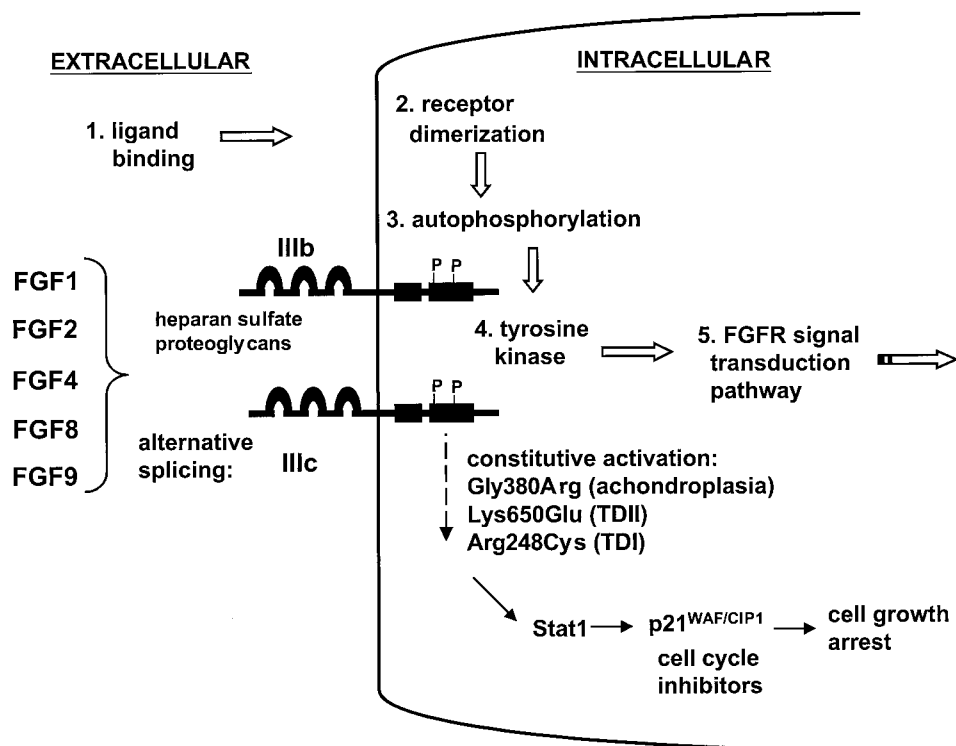 EXTRACELLULAR
INTRACELLULAR
1. ligand
binding
2. receptor
dimerization
3. autophosphorylation
IIIb
P P
FGF1
FGF2
FGF4
FGF8
FGF9
heparan sulfate
proteoglycans
4. tyrosine
kinase
5. FGFR signal
transduction
pathway
P P
alternative
splicing:
IIIc
constitutive activation:
Gly380Arg (achondroplasia)
Lys650Glu (TDII)
Arg248Cys (TDI)
Stat1
p21WAF/CIP1
cell cycle
inhibitors
cell growth
arrest